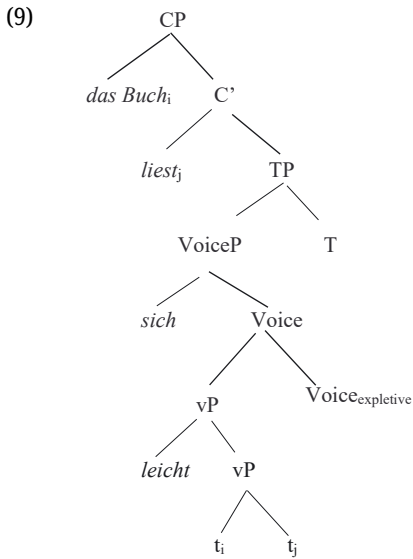 (9)
CP
das Buchi C’
liestj TP
VoiceP T
sich Voice
vP Voiceexpletive
leicht vP
ti tj